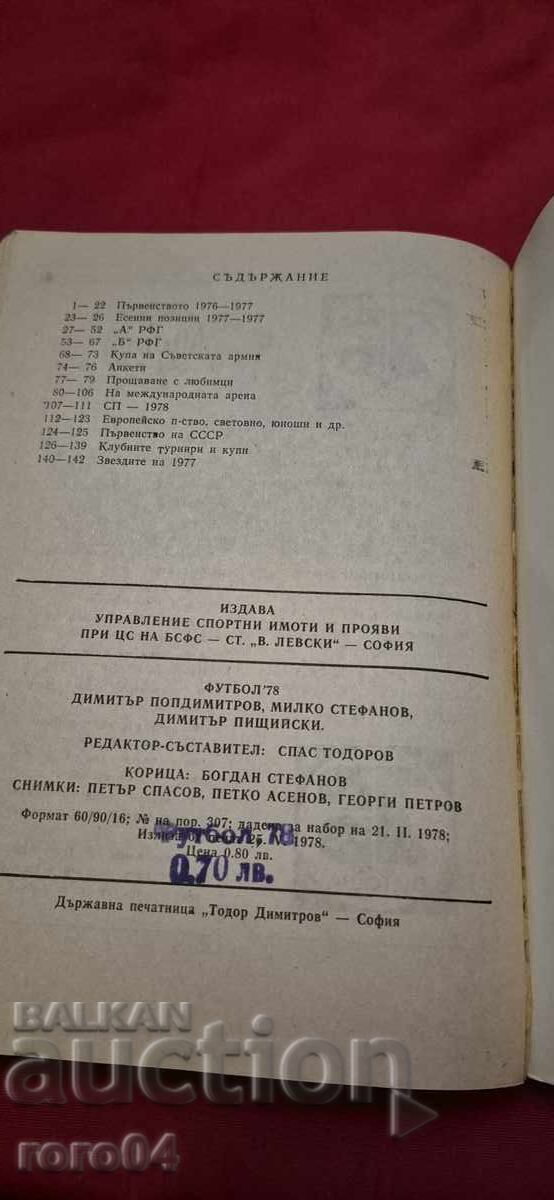 СЪДЪРЖАНИЕ
1— 22 Първенството 1976—1977
23— 26 Есенни позиции 1977—1977
27— 52 „А“ РФГ
53— 67 „Б“ РФГ
68— 73 Купа на Съветската армия
74— 76 Анкети
77— 79 Прощаване с любимци
80—106 На международната арена
107—111 СП — 1978
112—123 Европейско п-ство, световно, юноши и др.
124—125 Първенство на СССР
126—139 Клубните турнири и купи
140—142 Звездите на 1977
ИЗДАВА
УПРАВЛЕНИЕ СПОРТНИ ИМОТИ И ПРОЯВИ
ПРИ ЦС НА БСФС — СТ. „В. ЛЕВСКИ“ — СОФИЯ
ФУТБОЛ'78
ДИМИТЪР ПОПДИМИТРОВ, МИЛКО СТЕФАНОВ,
ДИМИТЪР ПИЩИЙСКИ.
РЕДАКТОР-СЪСТАВИТЕЛ: СПАС ТОДОРОВ
КОРИЦА: БОГДАН СТЕФАНОВ
СНИМКИ: ПЕТЪР СПАСОВ, ПЕТКО АСЕНОВ, ГЕОРГИ ПЕТРОВ
Формат 60/90/16; № на пор. 307; дадена за набор на 21. II. 1978;
1978.
Футбол, 78
Цена 0.80 лв.
0.70 лв.
Държавна печатница „Тодор Димитров“ — София
BALKAN
auction
roro04